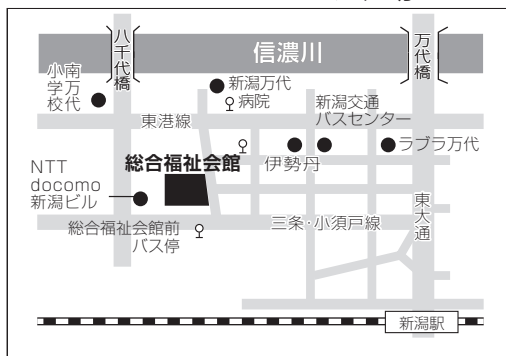 八千代橋
信濃川
万代橋
南万代
小学校
新潟万代
病院
新潟交通
バスセンター
東港線
ラブラ万代
伊勢丹
総合福祉会館
NTT
docomo
新潟ビル
総合福祉会館前
バス停
三条・小須戸線
東大通
新潟駅